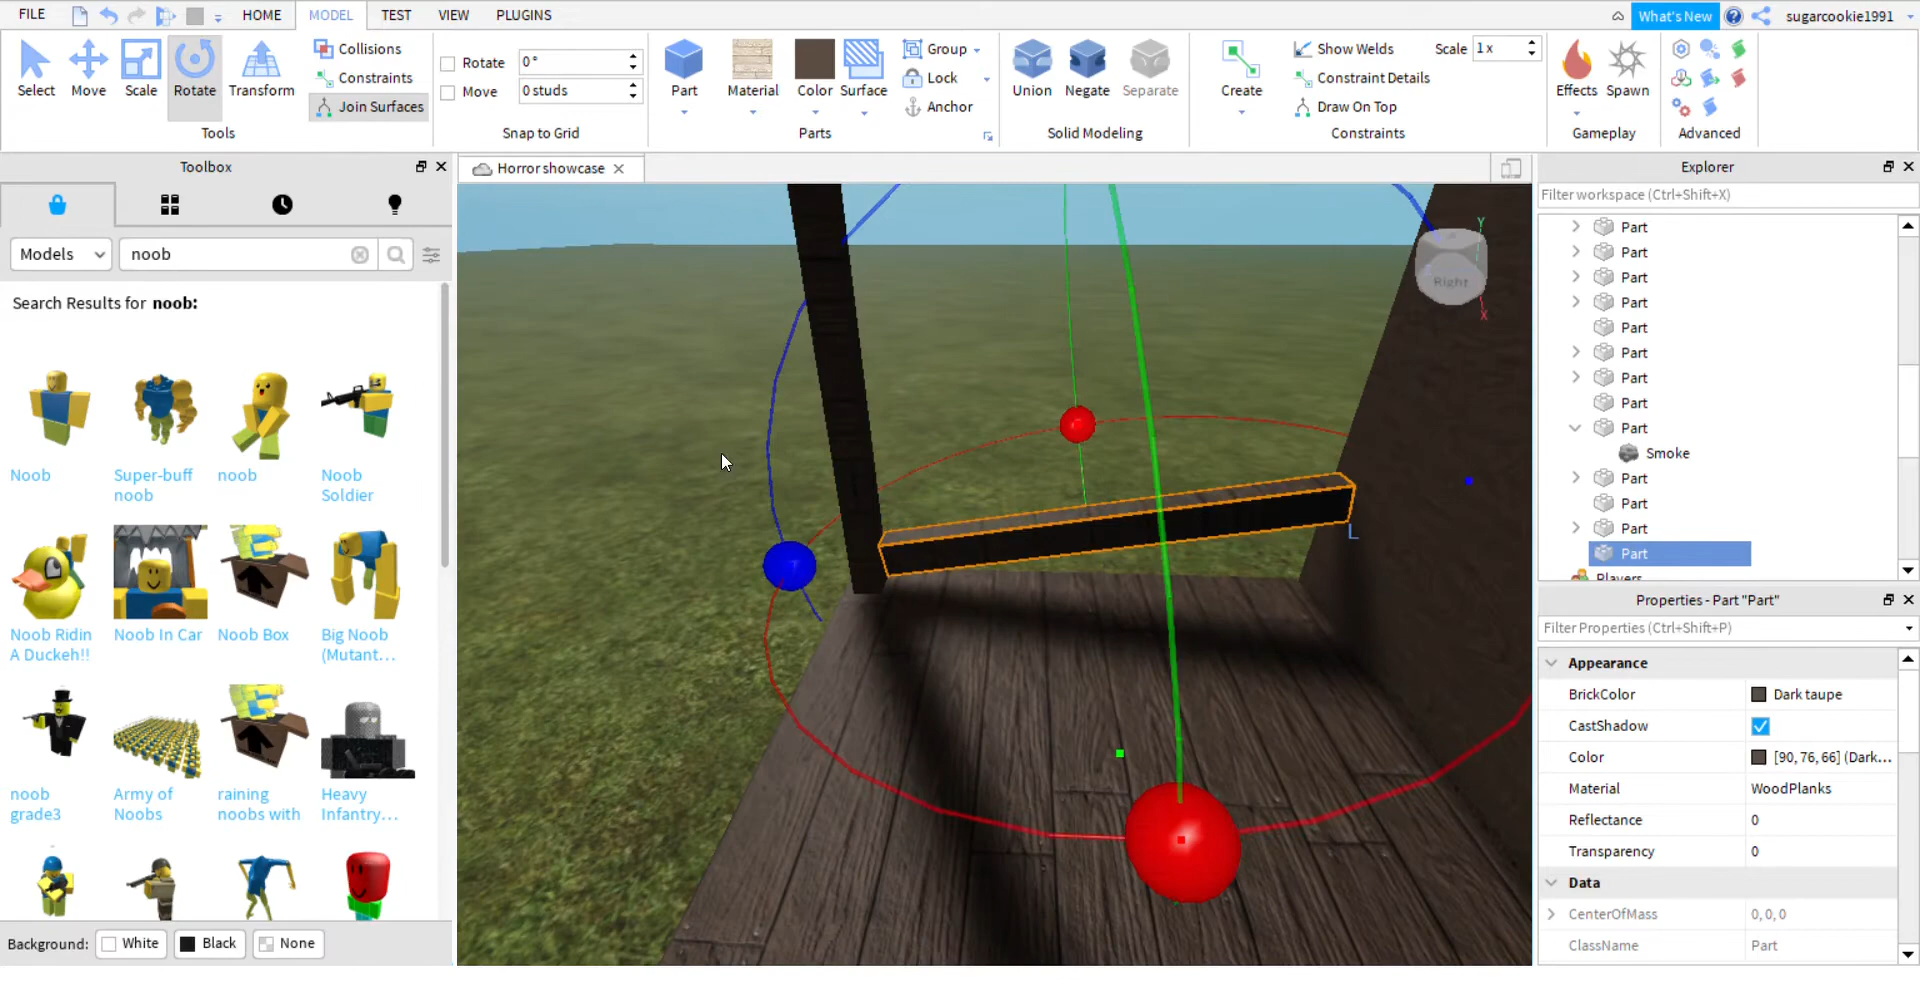 FILE
HOME
MODEL
TEST
VIEW
PLUGINS
What's New
sugarcookie1991
Select
Move
Scale
Rotate
Transform
Collisions
Constraints
Join Surfaces
Tools
Rotate 0 °
Move 0 studs
Snap to Grid
Part
Material
Color
Surface
Group
Lock
Anchor
Parts
Union
Negate
Separate
Solid Modeling
Create
Show Welds
Scale 1 x
Constraint Details
Draw On Top
Constraints
Effects
Spawn
Gameplay
Advanced
Toolbox
Models
noob
Search Results for noob:
Noob
Super-buff
noob
noob
Noob
Soldier
Noob Ridin
A Duckeh!!
Noob In Car
Noob Box
Big Noob
(Mutant...
noob
grade3
Army of
Noobs
raining
noobs with
Heavy
Infantry...
Background:
White
Black
None
Horror showcase
Y
Right
X
L
Explorer
Filter workspace (Ctrl+Shift+X)
Part
Part
Part
Part
Part
Part
Part
Part
Part
Smoke
Part
Part
Part
Part
Players
Properties - Part "Part"
Filter Properties (Ctrl+Shift+P)
Appearance
BrickColor Dark taupe
CastShadow
Color [90, 76, 66] (Dark...
Material WoodPlanks
Reflectance 0
Transparency 0
Data
CenterOfMass 0, 0, 0
ClassName Part